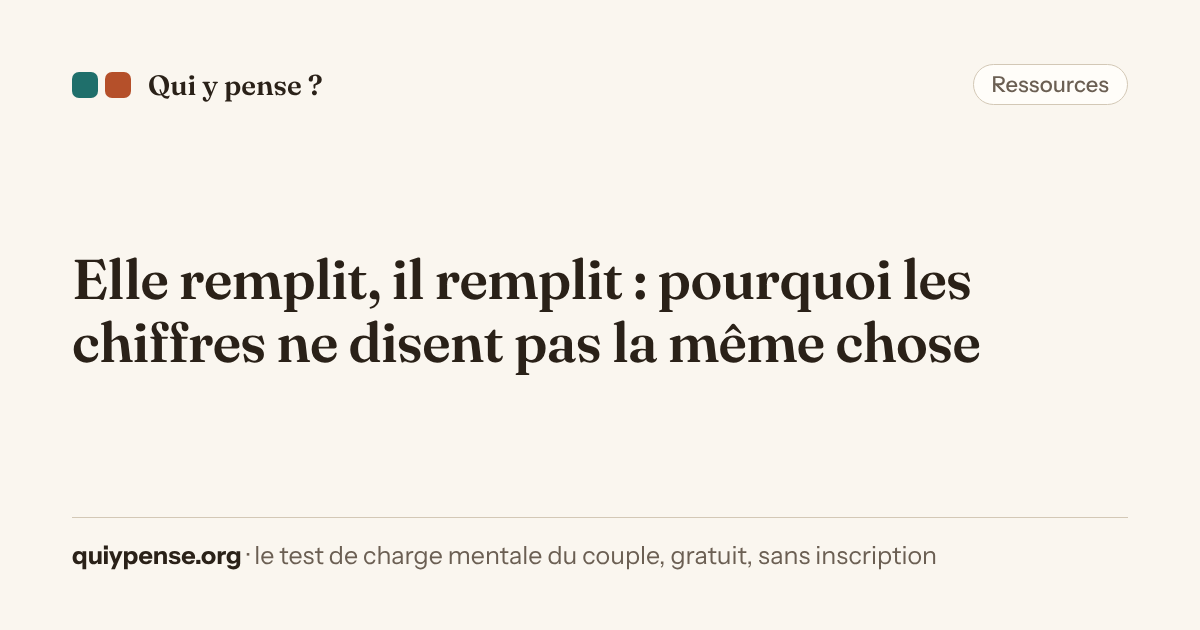 Qui y pense ?
Ressources
Elle remplit, il remplit : pourquoi les
chiffres ne disent pas la même chose
quiypense.org · le test de charge mentale du couple, gratuit, sans inscription